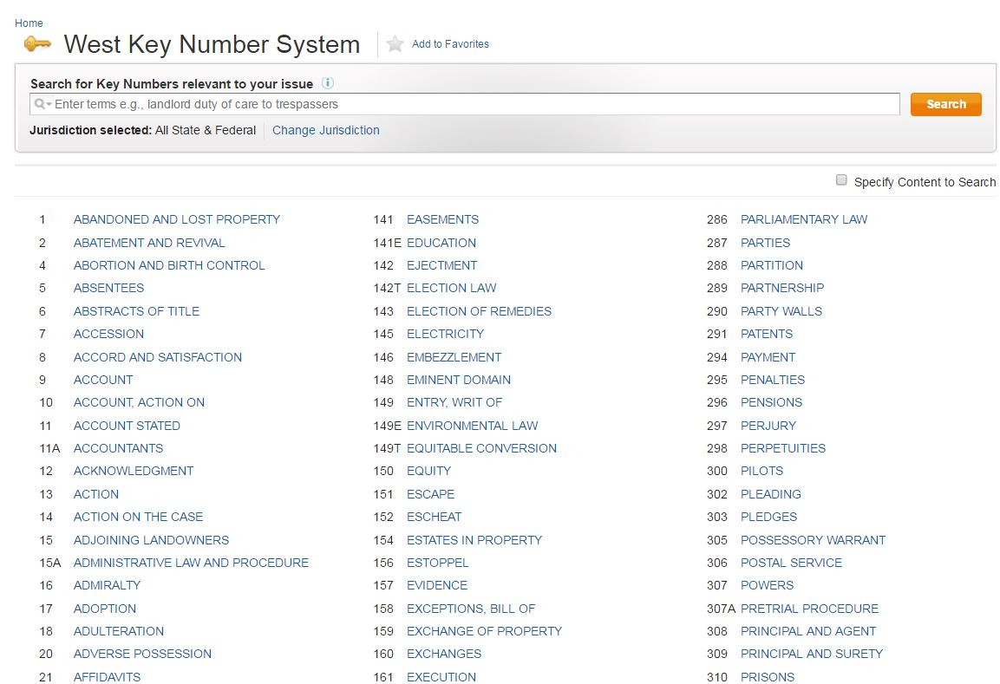 Home
West Key Number System
Add to Favorites
Search for Key Numbers relevant to your issue
Enter terms e.g., landlord duty of care to trespassers
Search
Jurisdiction selected: All State & Federal
Change Jurisdiction
Specify Content to Search
1 ABANDONED AND LOST PROPERTY
2 ABATEMENT AND REVIVAL
4 ABORTION AND BIRTH CONTROL
5 ABSENTEES
6 ABSTRACTS OF TITLE
7 ACCESSION
8 ACCORD AND SATISFACTION
9 ACCOUNT
10 ACCOUNT, ACTION ON
11 ACCOUNT STATED
11A ACCOUNTANTS
12 ACKNOWLEDGMENT
13 ACTION
14 ACTION ON THE CASE
15 ADJOINING LANDOWNERS
15A ADMINISTRATIVE LAW AND PROCEDURE
16 ADMIRALTY
17 ADOPTION
18 ADULTERATION
20 ADVERSE POSSESSION
21 AFFIDAVITS
141 EASEMENTS
141E EDUCATION
142 EJECTMENT
142T ELECTION LAW
143 ELECTION OF REMEDIES
145 ELECTRICITY
146 EMBEZZLEMENT
148 EMINENT DOMAIN
149 ENTRY, WRIT OF
149E ENVIRONMENTAL LAW
149T EQUITABLE CONVERSION
150 EQUITY
151 ESCAPE
152 ESCHEAT
154 ESTATES IN PROPERTY
156 ESTOPPEL
157 EVIDENCE
158 EXCEPTIONS, BILL OF
159 EXCHANGE OF PROPERTY
160 EXCHANGES
161 EXECUTION
286 PARLIAMENTARY LAW
287 PARTIES
288 PARTITION
289 PARTNERSHIP
290 PARTY WALLS
291 PATENTS
294 PAYMENT
295 PENALTIES
296 PENSIONS
297 PERJURY
298 PERPETUITIES
300 PILOTS
302 PLEADING
303 PLEDGES
305 POSSESSORY WARRANT
306 POSTAL SERVICE
307 POWERS
307A PRETRIAL PROCEDURE
308 PRINCIPAL AND AGENT
309 PRINCIPAL AND SURETY
310 PRISONS